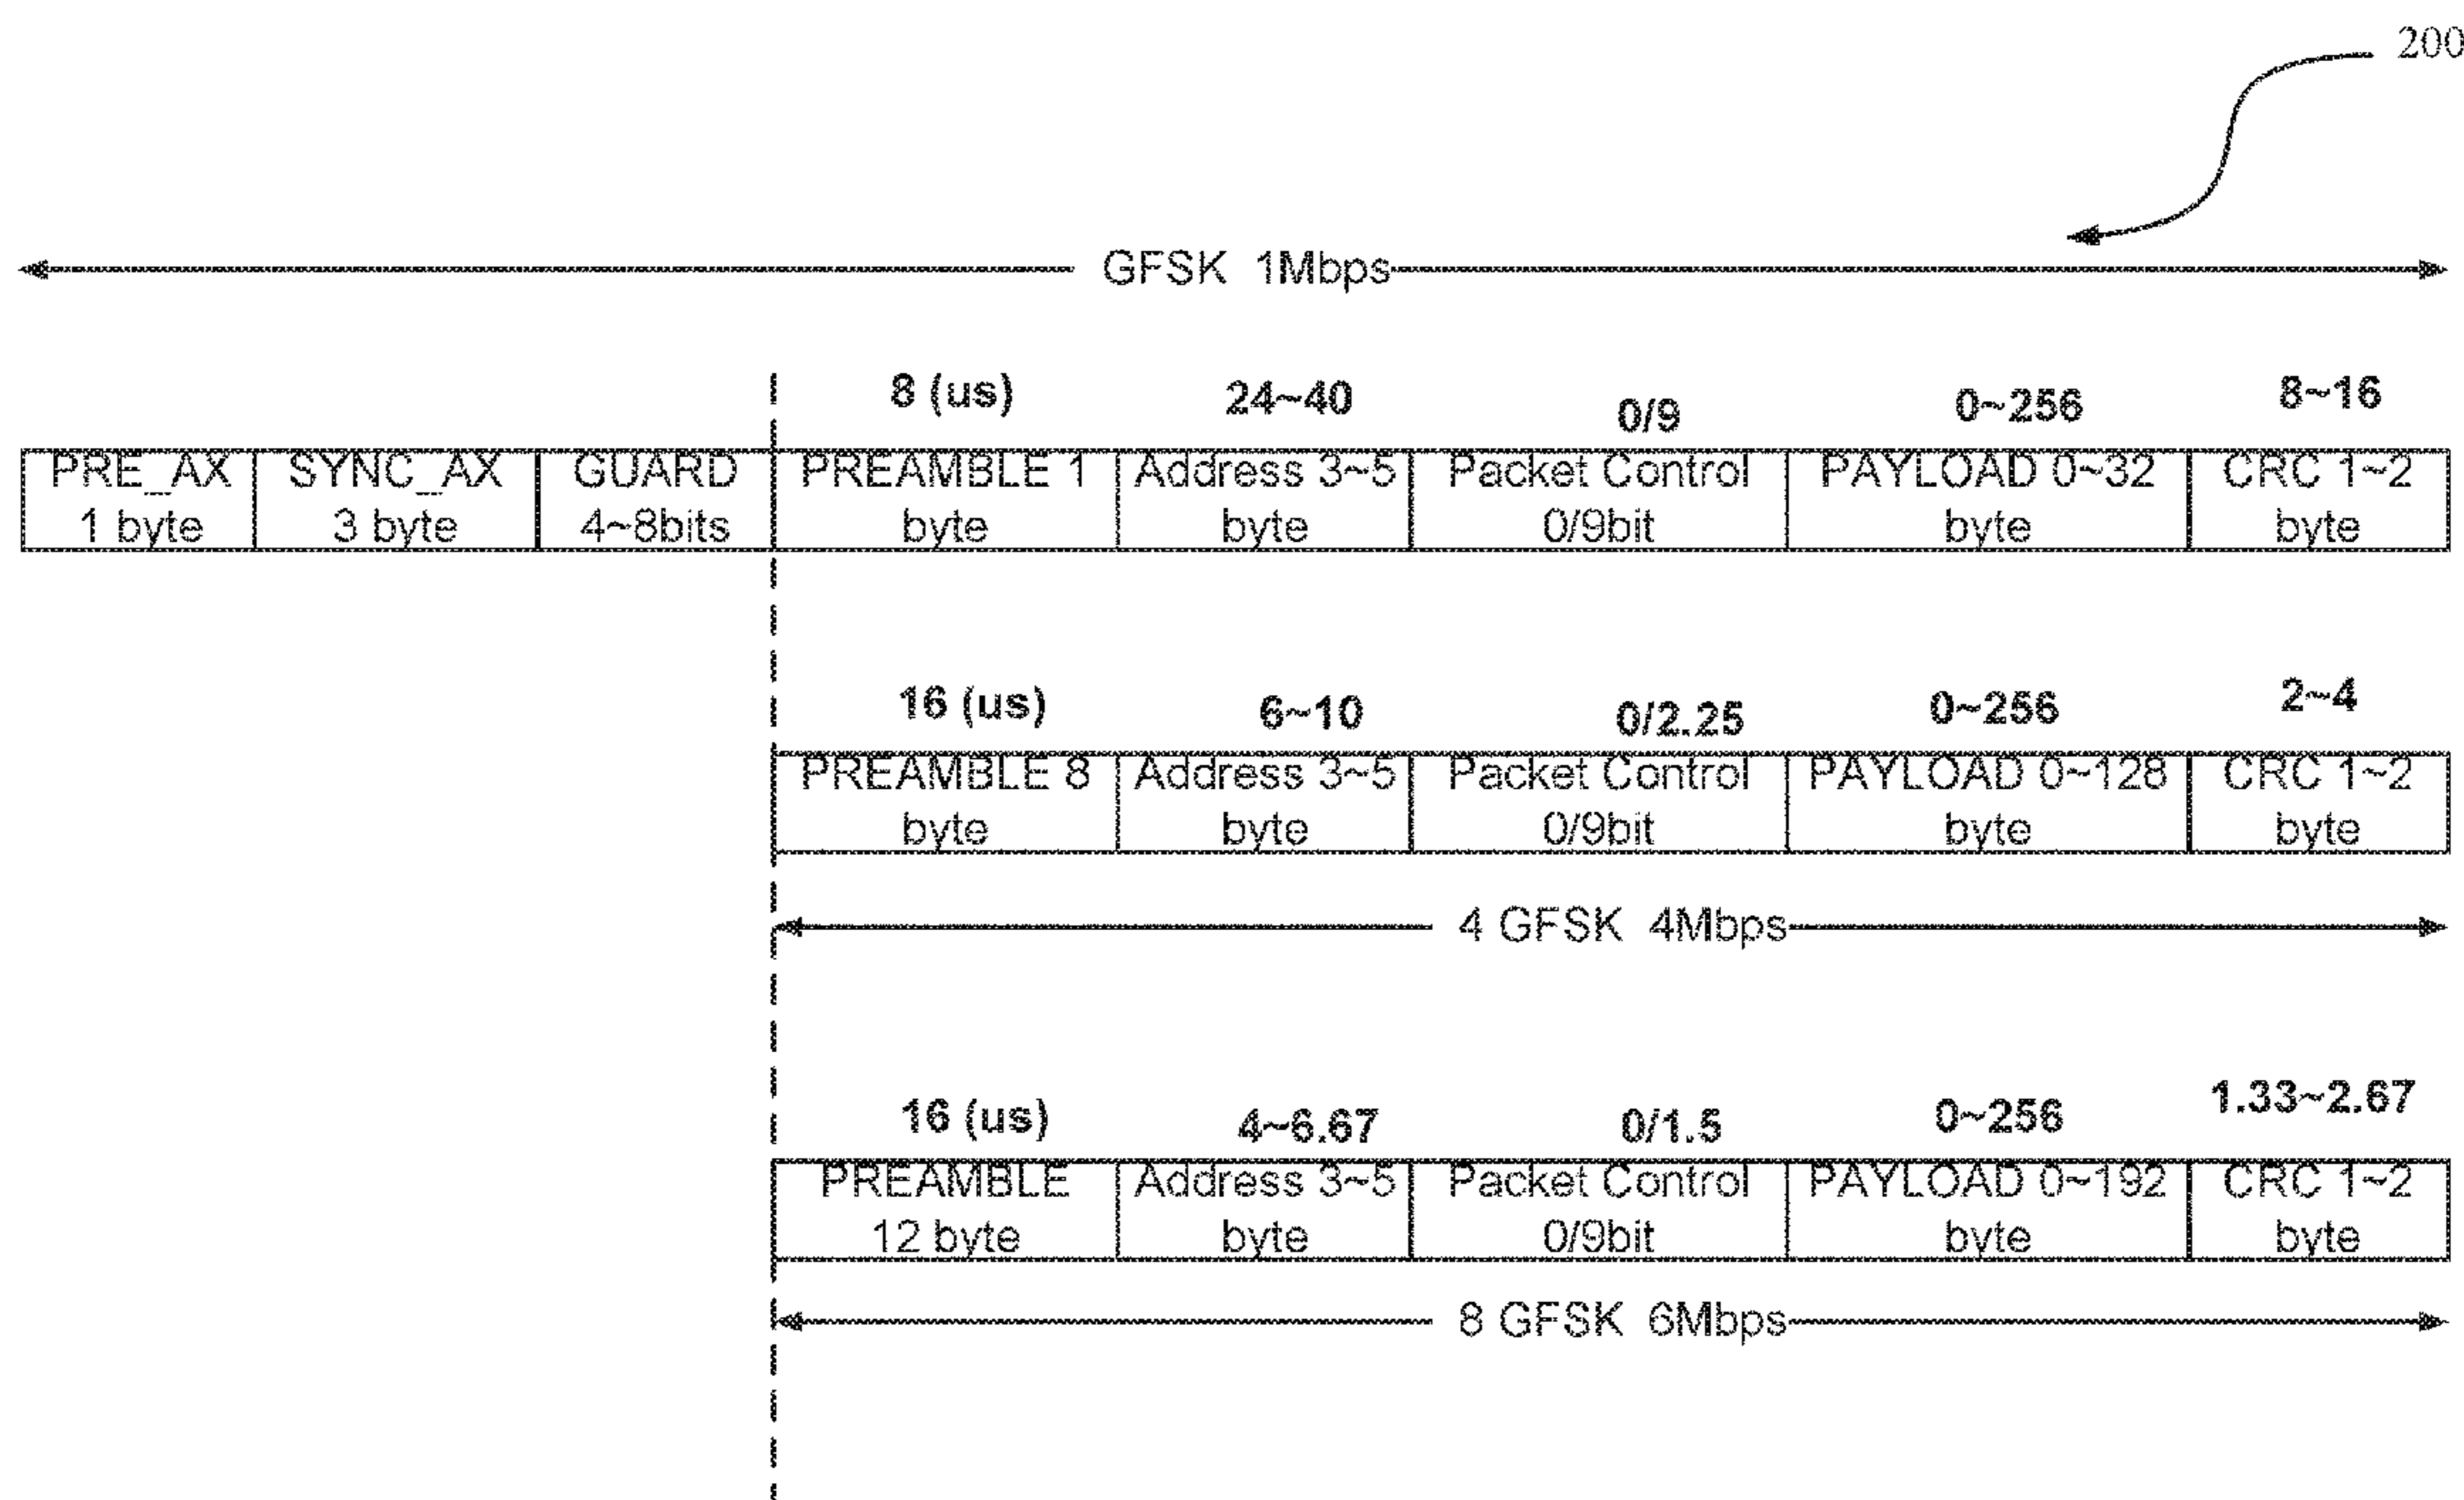 200
GFSK 1Mbps
8 (us) 24~40 0/9 0~256 8~16
PRE_AX SYNC_AX GUARD PREAMBLE 1 Address 3~5 Packet Control PAYLOAD 0~32 CRC 1~2
1 byte 3 byte 4~8bits byte byte 0/9bit byte byte
16 (us) 6~10 0/2.25 0~256 2~4
PREAMBLE 8 Address 3~5 Packet Control PAYLOAD 0~128 CRC 1~2
byte byte 0/9bit byte byte
4 GFSK 4Mbps
16 (us) 4~6.67 0/1.5 0~256 1.33~2.67
PREAMBLE Address 3~5 Packet Control PAYLOAD 0~192 CRC 1~2
12 byte byte 0/9bit byte byte
8 GFSK 6Mbps